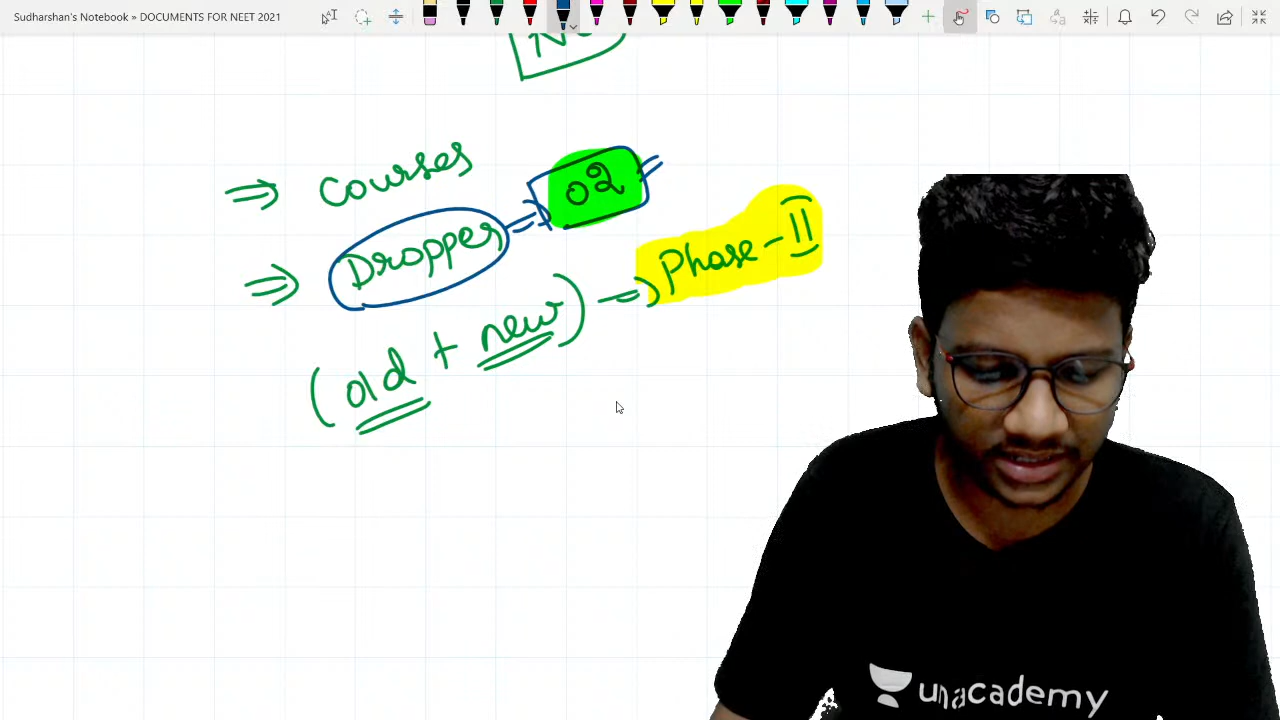 Sudharshan's Notebook » DOCUMENTS FOR NEET 2021
⇒ Courses
⇒ Dropper ⇒ 02 =
(old + new) ⇒ Phase-II
unacademy